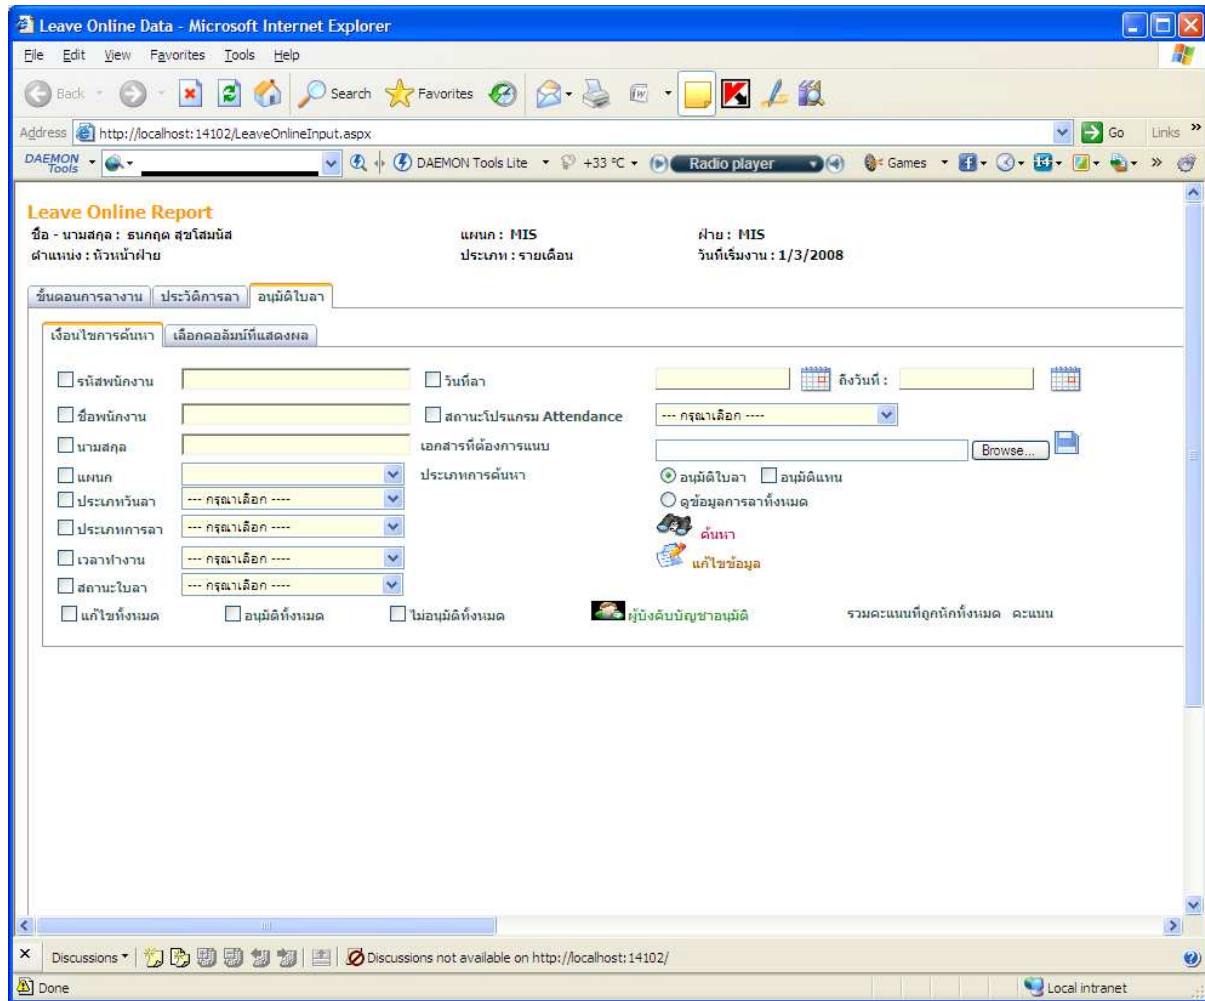 Leave Online Data - Microsoft Internet Explorer
File Edit View Favorites Tools Help
Back Search Favorites
Address http://localhost:14102/LeaveOnlineInput.aspx Go Links »
DAEMON Tools DAEMON Tools Lite +33 °C Radio player Games 14 »
Leave Online Report
ชื่อ - นามสกุล : ธนกฤต สุขโสมนัส แผนก : MIS ฝ่าย : MIS
ตำแหน่ง : หัวหน้าฝ่าย ประเภท : รายเดือน วันที่เริ่มงาน : 1/3/2008
ขั้นตอนการลางาน ประวัติการลา อนุมัติใบลา
เงื่อนไขการค้นหา เลือกคอลัมน์ที่แสดงผล
รหัสพนักงาน วันที่ลา ถึงวันที่ :
ชื่อพนักงาน สถานะโปรแกรม Attendance --- กรุณาเลือก ----
นามสกุล เอกสารที่ต้องการแนบ Browse...
แผนก ประเภทการค้นหา อนุมัติใบลา อนุมัติแทน
ประเภทวันลา --- กรุณาเลือก ---- ดูข้อมูลการลาทั้งหมด
ประเภทการลา --- กรุณาเลือก ---- ค้นหา
เวลาทำงาน --- กรุณาเลือก ---- แก้ไขข้อมูล
สถานะใบลา --- กรุณาเลือก ----
แก้ไขทั้งหมด อนุมัติทั้งหมด ไม่อนุมัติทั้งหมด ผู้บังคับบัญชาอนุมัติ รวมคะแนนที่ถูกหักทั้งหมด คะแนน
Discussions Discussions not available on http://localhost:14102/
Done Local intranet